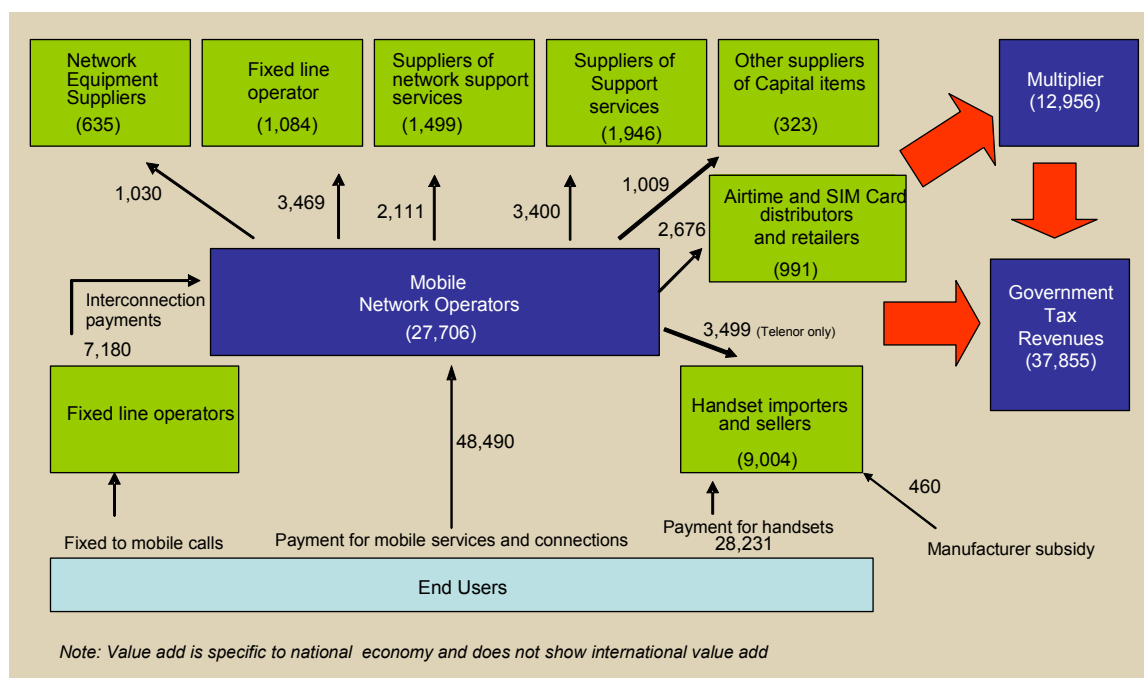 Network
Equipment
Suppliers
(635)
Fixed line
operator
(1,084)
Suppliers of
network support
services
(1,499)
Suppliers of
Support
services
(1,946)
Other suppliers
of Capital items
(323)
Multiplier
(12,956)
1,030
3,469
2,111
3,400
1,009
2,676
Airtime and SIM Card
distributors
and retailers
(991)
Mobile
Network Operators
(27,706)
Interconnection
payments
7,180
3,499 (Telenor only)
Government
Tax
Revenues
(37,855)
Fixed line operators
48,490
Handset importers
and sellers
(9,004)
460
Fixed to mobile calls
Payment for mobile services and connections
Payment for handsets
28,231
Manufacturer subsidy
End Users
Note: Value add is specific to national economy and does not show international value add